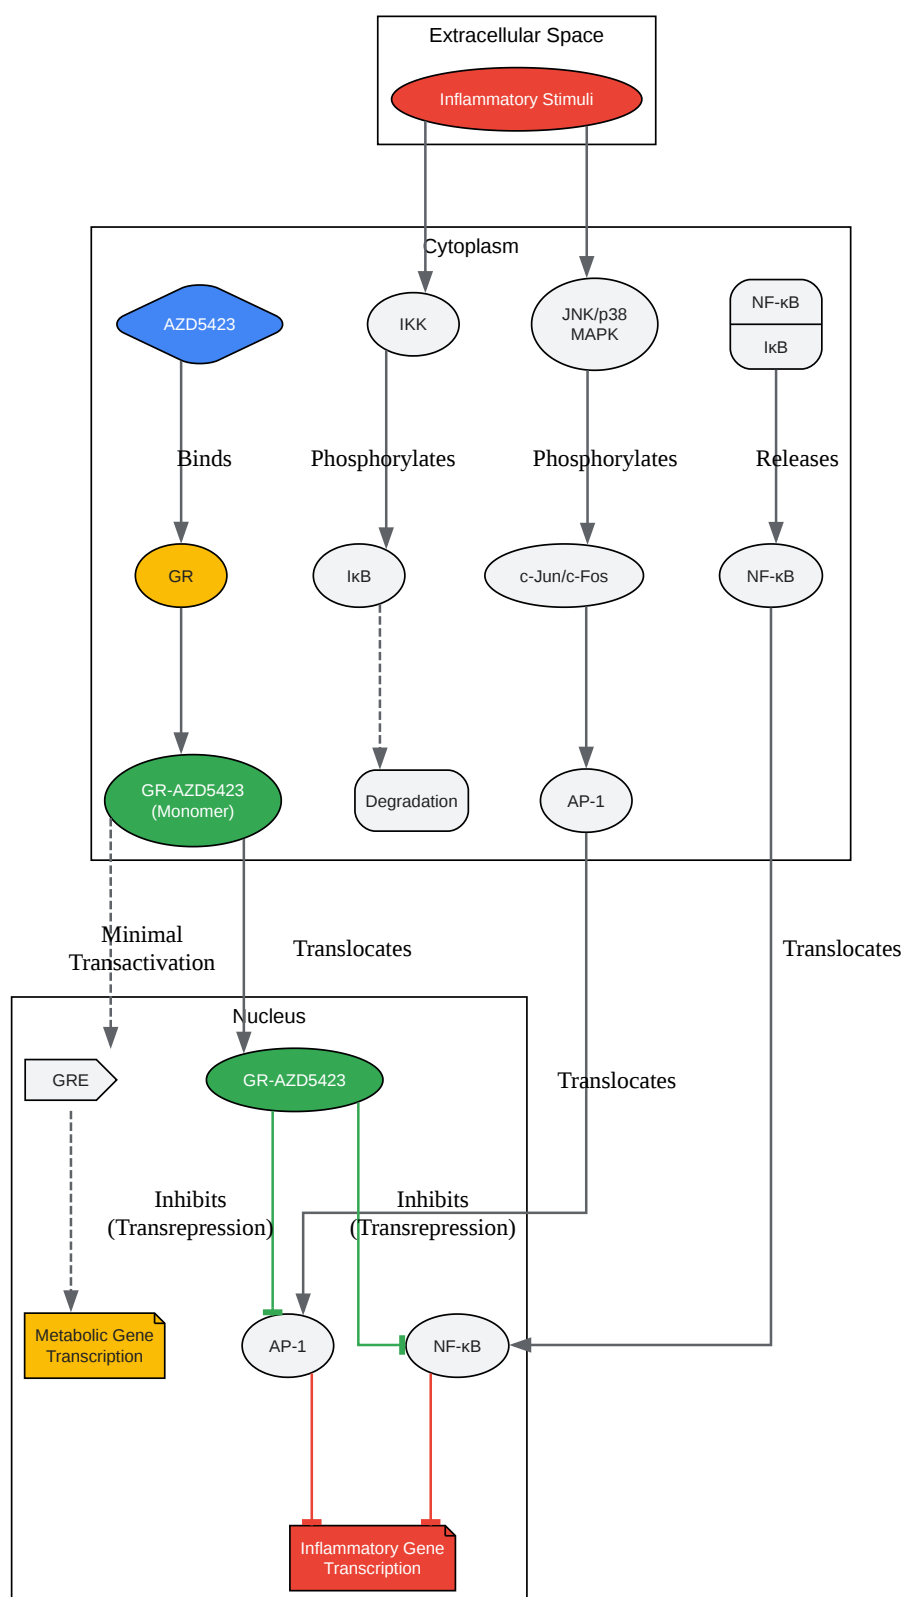 Extracellular Space
Inflammatory Stimuli
Cytoplasm
AZD5423
IKK
JNK/p38
MAPK
NF-κB
IκB
Binds
Phosphorylates
Phosphorylates
Releases
GR
IκB
c-Jun/c-Fos
NF-κB
GR-AZD5423
(Monomer)
Degradation
AP-1
Minimal
Transactivation
Translocates
Translocates
Nucleus
GRE
GR-AZD5423
Translocates
Inhibits
(Transrepression)
Inhibits
(Transrepression)
Metabolic Gene
Transcription
AP-1
NF-κB
Inflammatory Gene
Transcription